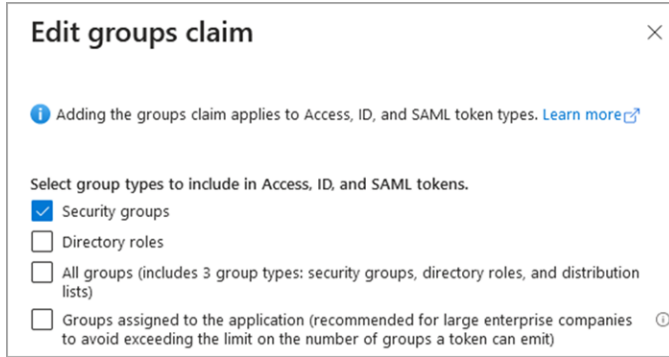 Edit groups claim
Adding the groups claim applies to Access, ID, and SAML token types. Learn more
Select group types to include in Access, ID, and SAML tokens.
Security groups
Directory roles
All groups (includes 3 group types: security groups, directory roles, and distribution
lists)
Groups assigned to the application (recommended for large enterprise companies
to avoid exceeding the limit on the number of groups a token can emit)